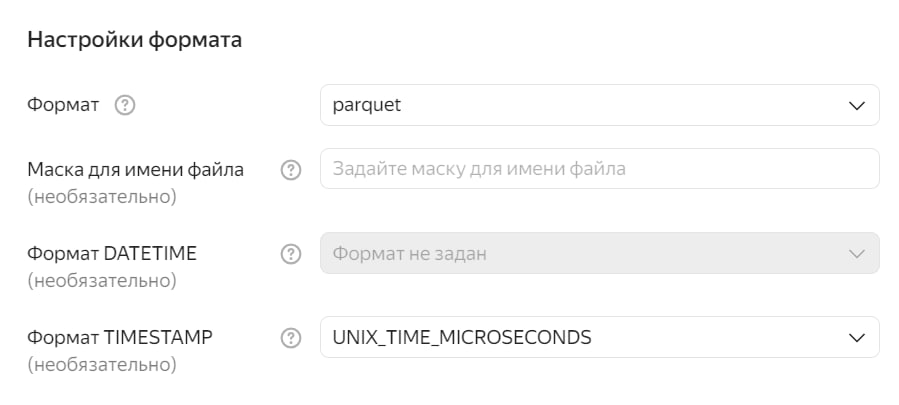 Настройки формата
Формат ? parquet
Маска для имени файла ? Задайте маску для имени файла
(необязательно)
Формат DATETIME ? Формат не задан
(необязательно)
Формат TIMESTAMP ? UNIX_TIME_MICROSECONDS
(необязательно)